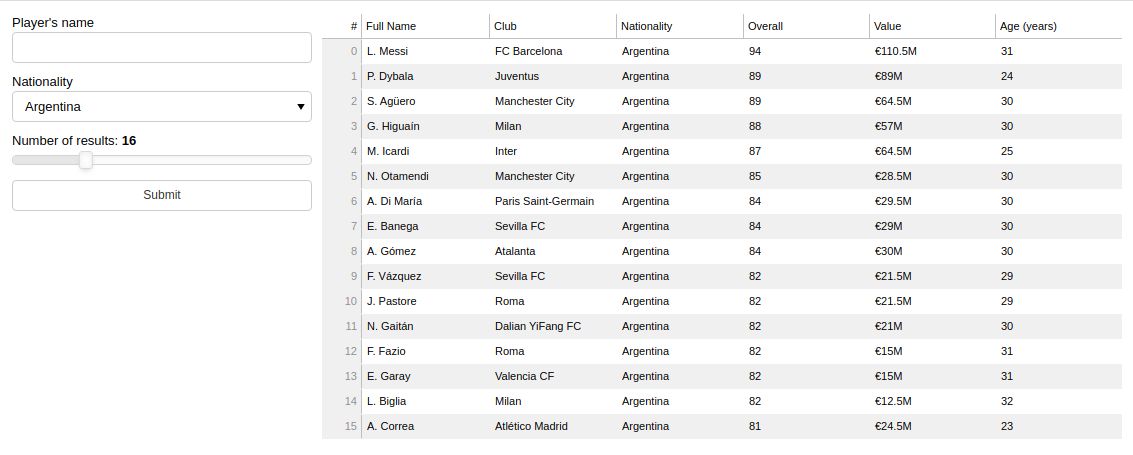 Player's name
Nationality
Argentina
Number of results: 16
Submit
# Full Name Club Nationality Overall Value Age (years)
0 L. Messi FC Barcelona Argentina 94 €110.5M 31
1 P. Dybala Juventus Argentina 89 €89M 24
2 S. Agüero Manchester City Argentina 89 €64.5M 30
3 G. Higuaín Milan Argentina 88 €57M 30
4 M. Icardi Inter Argentina 87 €64.5M 25
5 N. Otamendi Manchester City Argentina 85 €28.5M 30
6 A. Di María Paris Saint-Germain Argentina 84 €29.5M 30
7 E. Banega Sevilla FC Argentina 84 €29M 30
8 A. Gómez Atalanta Argentina 84 €30M 30
9 F. Vázquez Sevilla FC Argentina 82 €21.5M 29
10 J. Pastore Roma Argentina 82 €21.5M 29
11 N. Gaitán Dalian YiFang FC Argentina 82 €21M 30
12 F. Fazio Roma Argentina 82 €15M 31
13 E. Garay Valencia CF Argentina 82 €15M 31
14 L. Biglia Milan Argentina 82 €12.5M 32
15 A. Correa Atlético Madrid Argentina 81 €24.5M 23